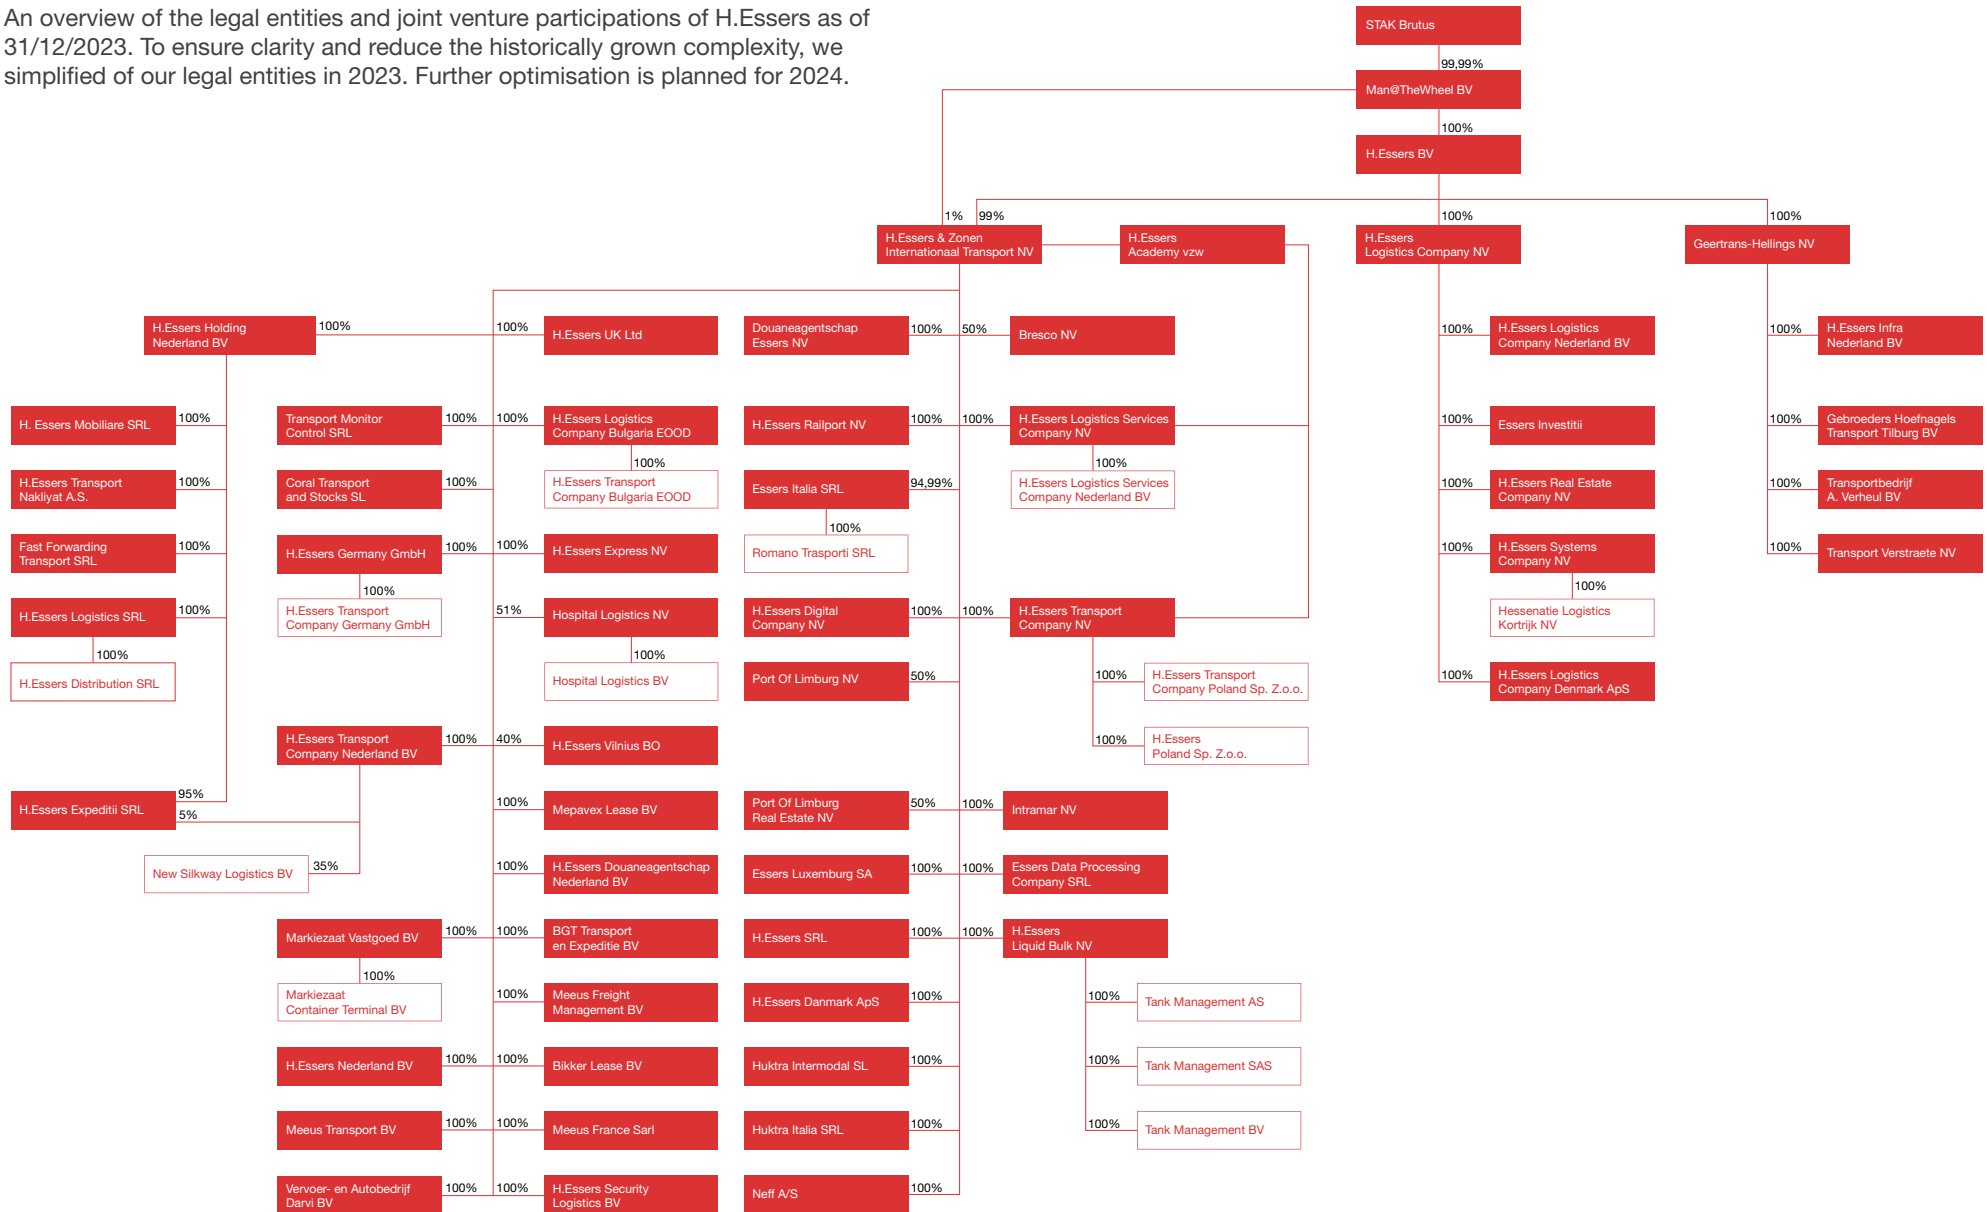 An overview of the legal entities and joint venture participations of H.Essers as of
31/12/2023. To ensure clarity and reduce the historically grown complexity, we
simplified of our legal entities in 2023. Further optimisation is planned for 2024.
STAK Brutus
99,99%
Man@TheWheel BV
100%
H.Essers BV
1%
99%
100%
100%
H.Essers & Zonen
Internationaal Transport NV
H.Essers
Academy vzw
H.Essers
Logistics Company NV
Geertrans-Hellings NV
H.Essers Holding
Nederland BV
100%
100%
H.Essers UK Ltd
Douaneagentschap
Essers NV
100%
50%
Bresco NV
100%
H.Essers Logistics
Company Nederland BV
100%
H.Essers Infra
Nederland BV
H. Essers Mobiliare SRL
100%
Transport Monitor
Control SRL
100%
100%
H.Essers Logistics
Company Bulgaria EOOD
H.Essers Railport NV
100%
100%
H.Essers Logistics Services
Company NV
100%
Essers Investitii
100%
Gebroeders Hoefnagels
Transport Tilburg BV
100%
100%
H.Essers Transport
Nakliyat A.S.
100%
Coral Transport
and Stocks SL
100%
H.Essers Transport
Company Bulgaria EOOD
Essers Italia SRL
94,99%
H.Essers Logistics Services
Company Nederland BV
100%
H.Essers Real Estate
Company NV
100%
Transportbedrijf
A. Verheul BV
100%
Fast Forwarding
Transport SRL
100%
H.Essers Germany GmbH
100%
100%
H.Essers Express NV
Romano Trasporti SRL
100%
H.Essers Systems
Company NV
100%
Transport Verstraete NV
100%
100%
H.Essers Logistics SRL
100%
H.Essers Transport
Company Germany GmbH
51%
Hospital Logistics NV
H.Essers Digital
Company NV
100%
100%
H.Essers Transport
Company NV
Hessenatie Logistics
Kortrijk NV
100%
100%
H.Essers Distribution SRL
Hospital Logistics BV
Port Of Limburg NV
50%
100%
H.Essers Transport
Company Poland Sp. Z.o.o.
100%
H.Essers Logistics
Company Denmark ApS
H.Essers Transport
Company Nederland BV
100%
40%
H.Essers Vilnius BO
100%
H.Essers
Poland Sp. Z.o.o.
H.Essers Expeditii SRL
95%
5%
100%
Mepavex Lease BV
Port Of Limburg
Real Estate NV
50%
100%
Intramar NV
New Silkway Logistics BV
35%
100%
H.Essers Douaneagentschap
Nederland BV
Essers Luxemburg SA
100%
100%
Essers Data Processing
Company SRL
Markiezaat Vastgoed BV
100%
100%
BGT Transport
en Expeditie BV
H.Essers SRL
100%
100%
H.Essers
Liquid Bulk NV
100%
Markiezaat
Container Terminal BV
100%
Meeus Freight
Management BV
H.Essers Danmark ApS
100%
100%
Tank Management AS
H.Essers Nederland BV
100%
100%
Bikker Lease BV
Huktra Intermodal SL
100%
100%
Tank Management SAS
Meeus Transport BV
100%
100%
Meeus France Sarl
Huktra Italia SRL
100%
100%
Tank Management BV
Vervoer- en Autobedrijf
Darvi BV
100%
100%
H.Essers Security
Logistics BV
Neff A/S
100%